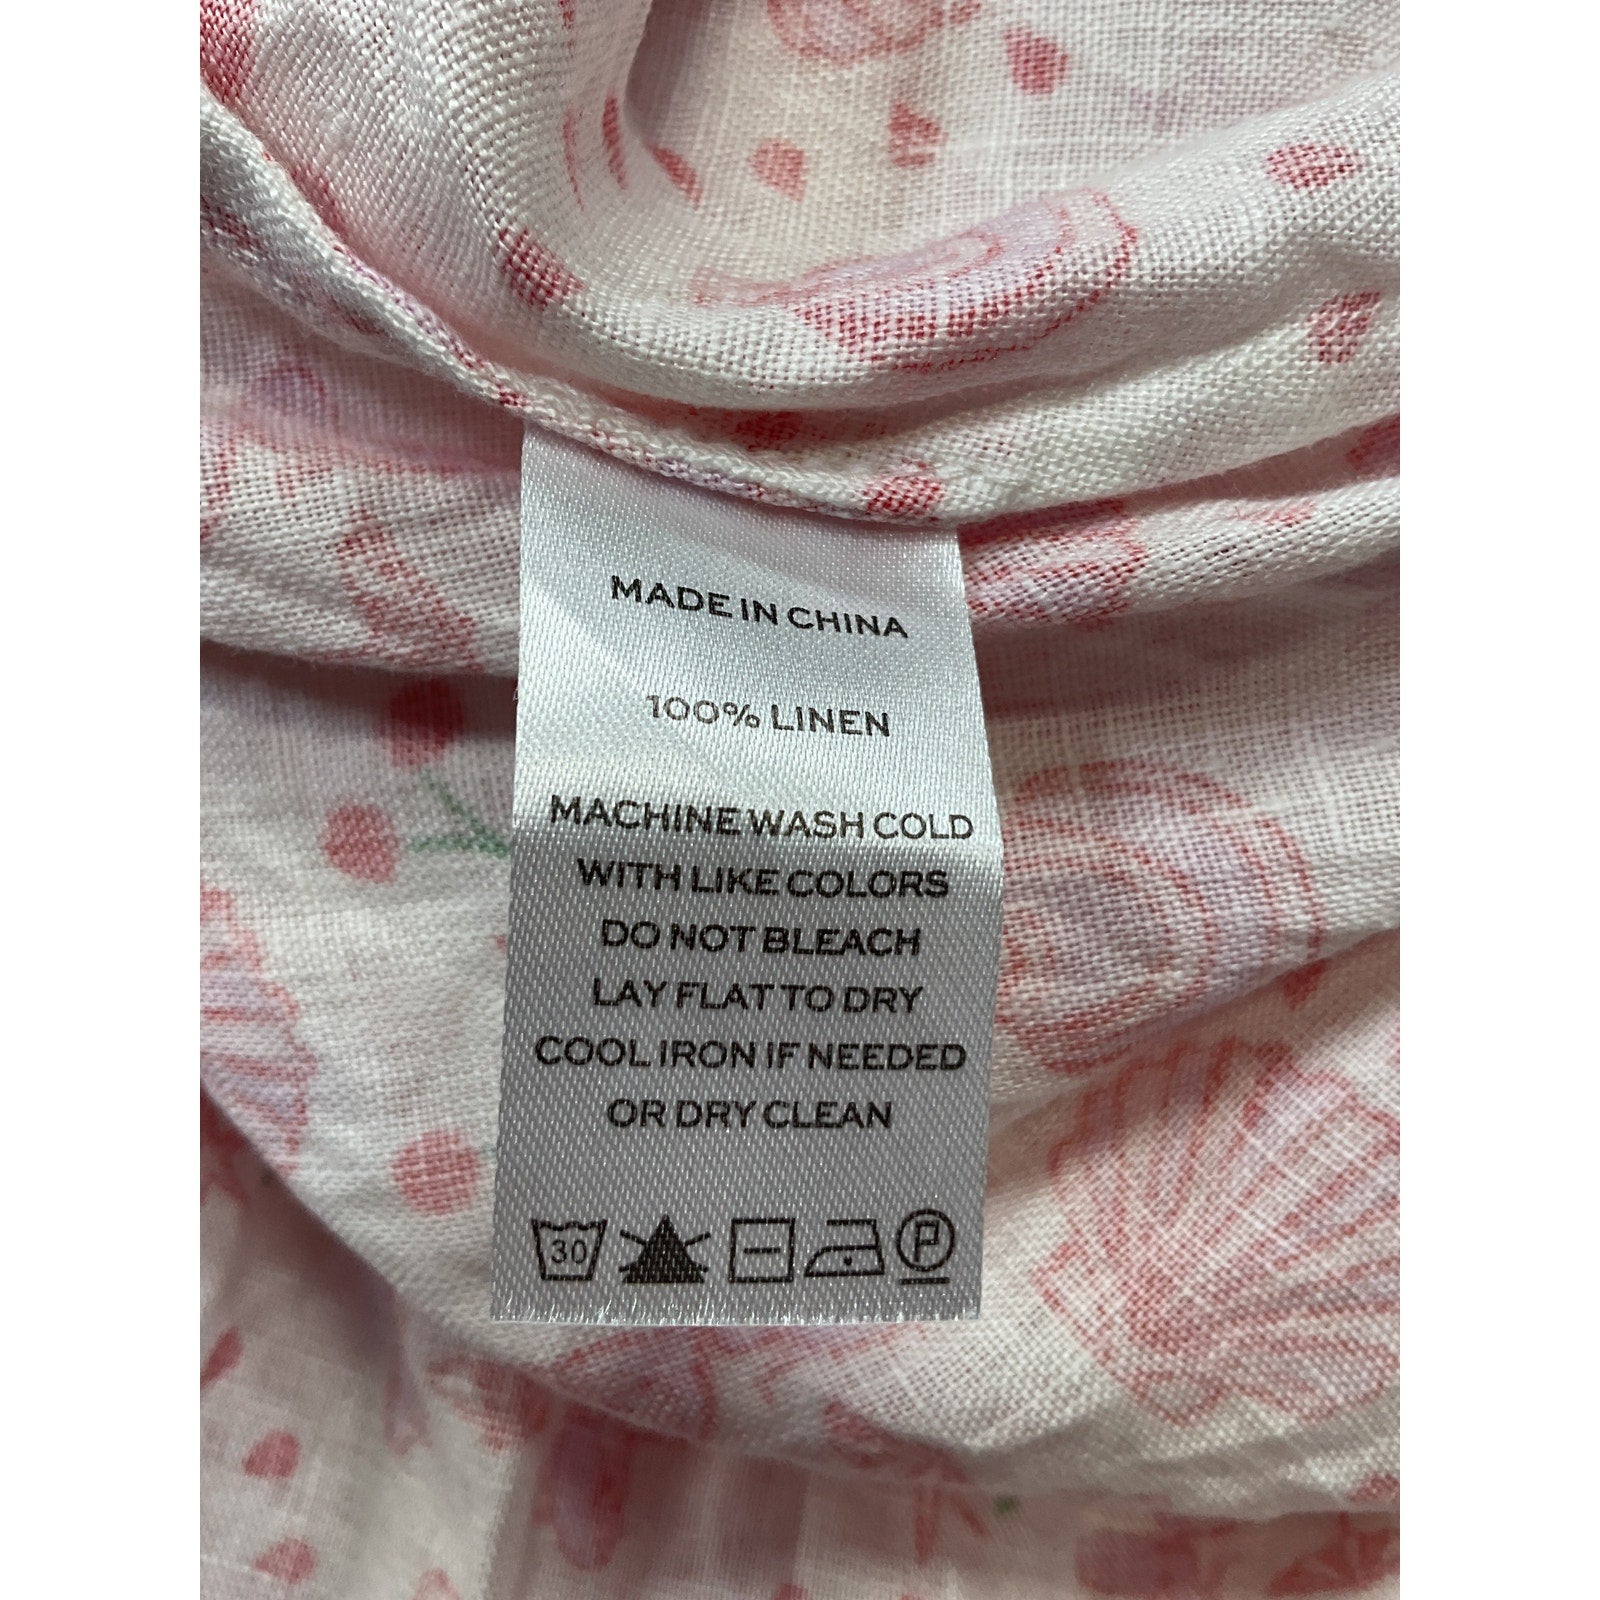 MADE IN CHINA
100% LINEN
MACHINE WASH COLD
WITH LIKE COLORS
DO NOT BLEACH
LAY FLAT TO DRY
COOL IRON IF NEEDED
OR DRY CLEAN
30 P